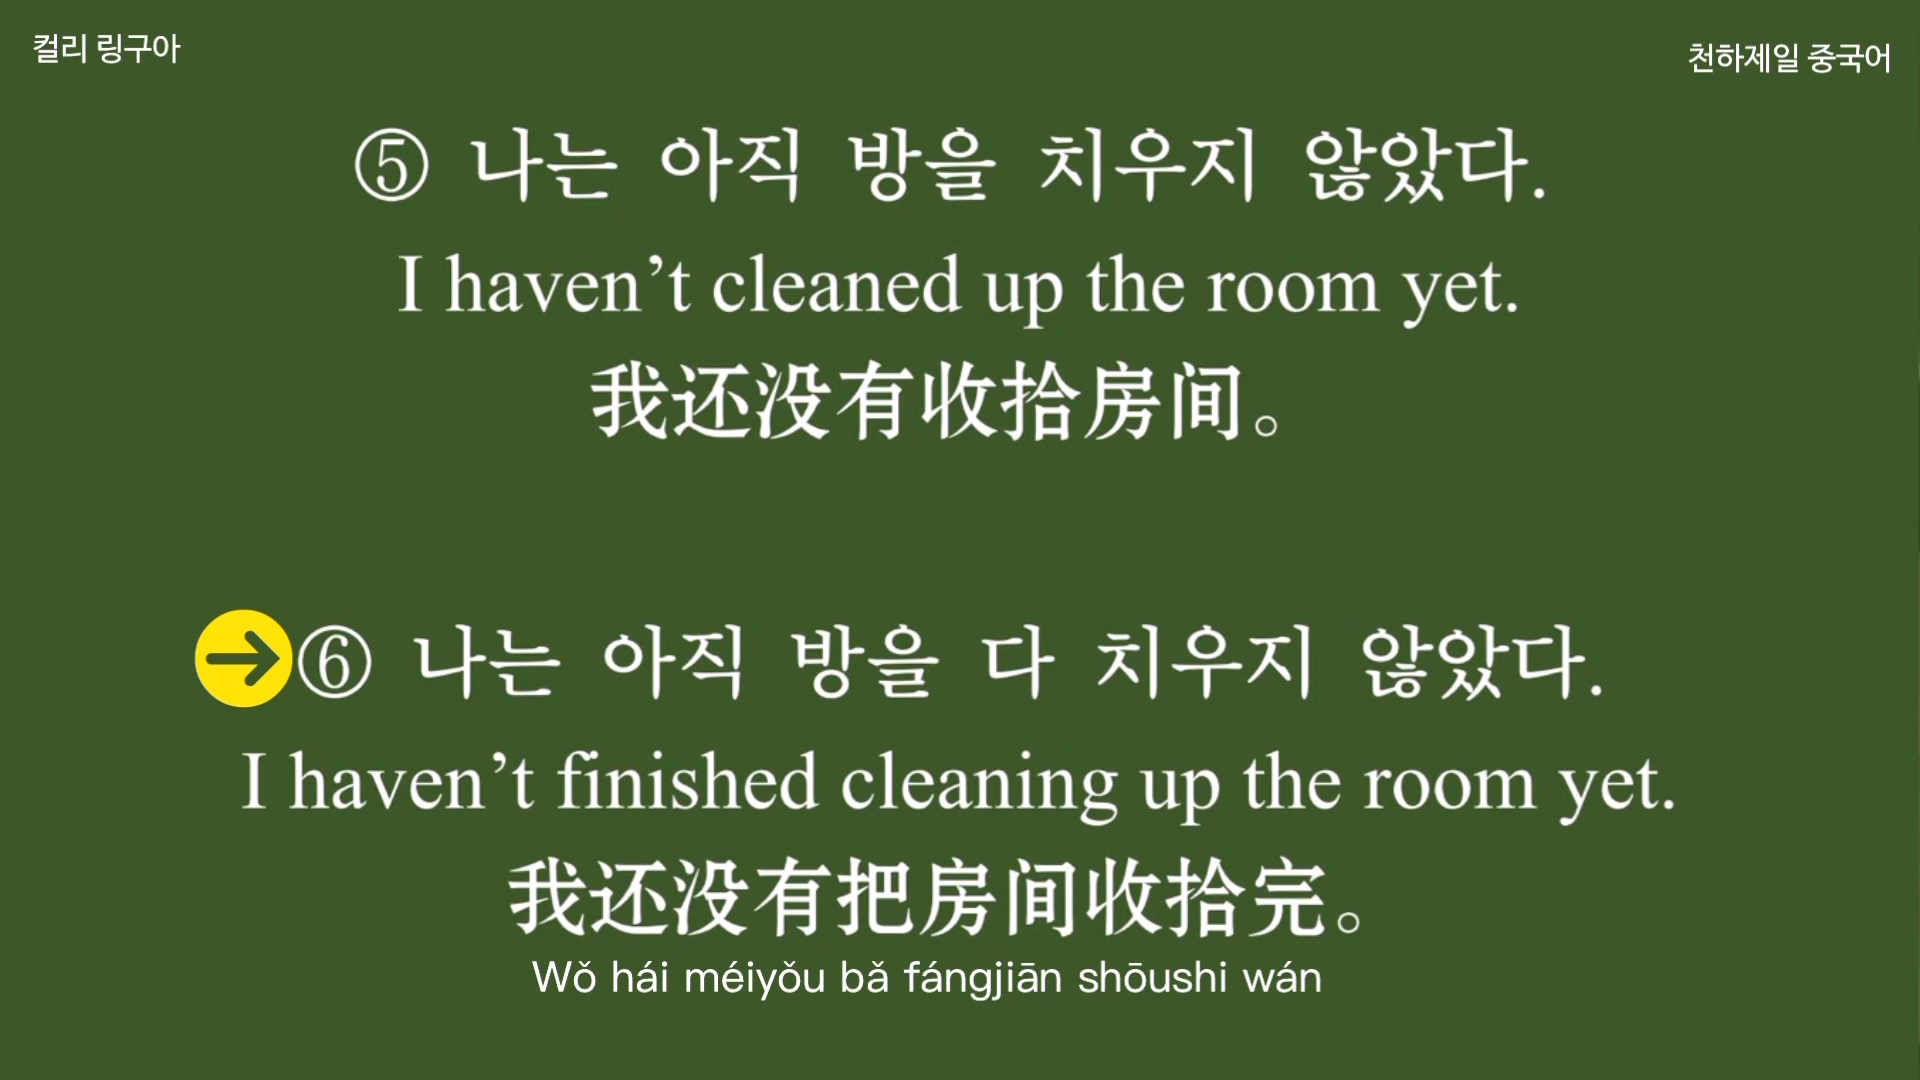 컬리 링구아
천하제일 중국어
⑤ 나는 아직 방을 치우지 않았다.
I haven’t cleaned up the room yet.
我还没有收拾房间。
⑥ 나는 아직 방을 다 치우지 않았다.
I haven’t finished cleaning up the room yet.
我还没有把房间收拾完。
Wǒ hái méiyǒu bǎ fángjiān shōushi wán